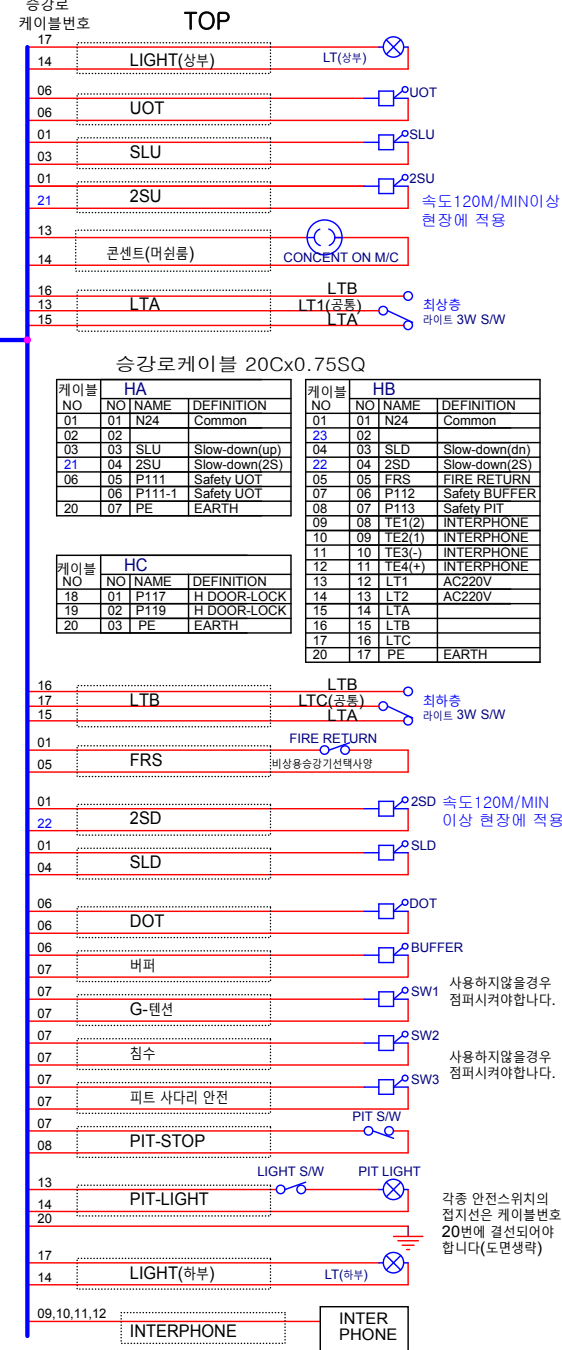 승강로
케이블번호
TOP
17
14
LIGHT(상부)
LT(상부)
06
06
UOT
UOT
01
03
SLU
SLU
01
21
2SU
2SU
속도120M/MIN이상
현장에 적용
13
14
콘센트(머쉰룸)
CONCENT ON M/C
16
13
15
LTA
LTB
LT1(공통)
LTA
최상층
라이트 3W S/W
승강로케이블 20Cx0.75SQ
케이블 HA
NO NO NAME DEFINITION
01 01 N24 Common
02 02
03 03 SLU Slow-down(up)
21 04 2SU Slow-down(2S)
06 05 P111 Safety UOT
06 P111-1 Safety UOT
20 07 PE EARTH
케이블 HB
NO NO NAME DEFINITION
01 01 N24 Common
23 02
04 03 SLD Slow-down(dn)
22 04 2SD Slow-down(2S)
05 05 FRS FIRE RETURN
07 06 P112 Safety BUFFER
08 07 P113 Safety PIT
09 08 TE1(2) INTERPHONE
10 09 TE2(1) INTERPHONE
11 10 TE3(-) INTERPHONE
12 11 TE4(+) INTERPHONE
13 12 LT1 AC220V
14 13 LT2 AC220V
15 14 LTA
16 15 LTB
17 16 LTC
20 17 PE EARTH
케이블 HC
NO NO NAME DEFINITION
18 01 P117 H DOOR-LOCK
19 02 P119 H DOOR-LOCK
20 03 PE EARTH
16
17
15
LTB
LTB
LTC(공통)
LTA
최하층
라이트 3W S/W
01
05
FRS
FIRE RETURN
비상용승강기선택사양
01
22
2SD
2SD
속도120M/MIN
이상 현장에 적용
01
04
SLD
SLD
06
06
DOT
DOT
06
07
버퍼
BUFFER
07
07
G-텐션
SW1
사용하지않을경우
점퍼시켜야합니다.
07
07
침수
SW2
사용하지않을경우
점퍼시켜야합니다.
07
07
피트 사다리 안전
SW3
07
08
PIT-STOP
PIT S/W
13
14
PIT-LIGHT
LIGHT S/W
PIT LIGHT
20
각종 안전스위치의
접지선은 케이블번호
20번에 결선되어야
합니다(도면생략)
17
14
LIGHT(하부)
LT(하부)
09,10,11,12
INTERPHONE
INTER
PHONE